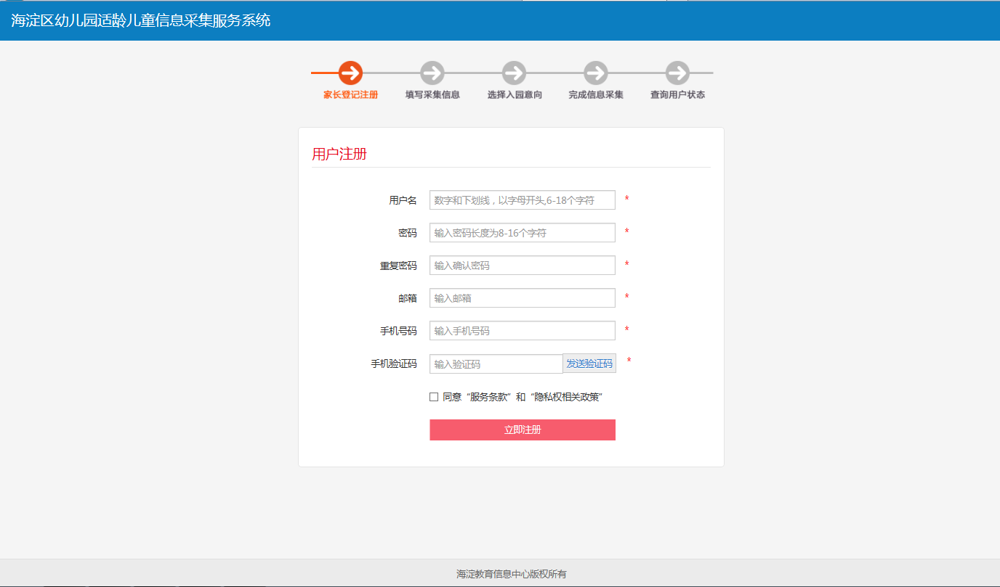 海淀区幼儿园适龄儿童信息采集服务系统
家长登记注册 填写采集信息 选择入园意向 完成信息采集 查询用户状态
用户注册
用户名 数字和下划线，以字母开头,6-18个字符 *
密码 输入密码长度为8-16个字符 *
重复密码 输入确认密码 *
邮箱 输入邮箱 *
手机号码 输入手机号码 *
手机验证码 输入验证码 发送验证码 *
同意“服务条款”和“隐私权相关政策”
立即注册
海淀教育信息中心版权所有